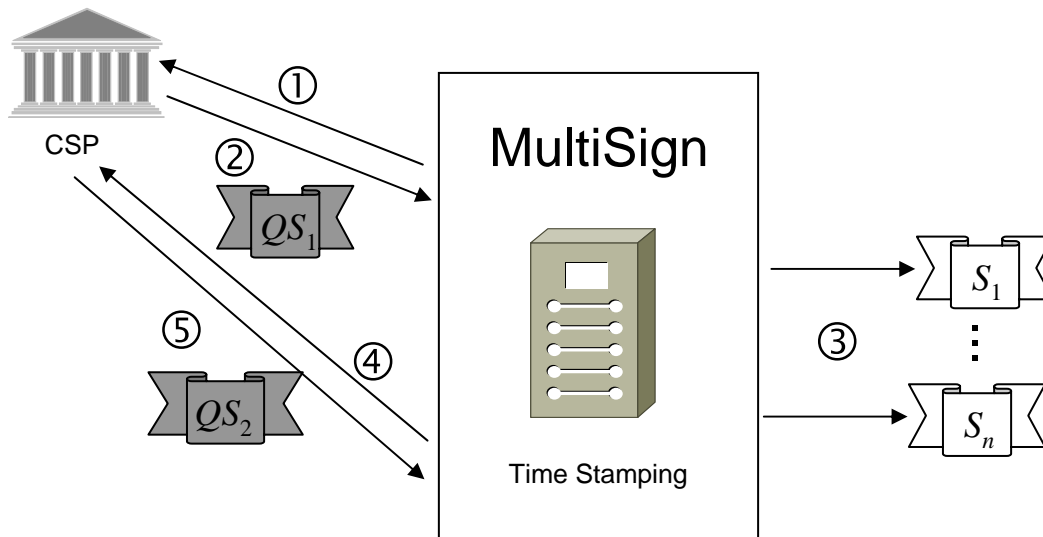 ①
CSP
②
MultiSign
QS₁
S₁
③
⑤
④
QS₂
Sₙ
Time Stamping